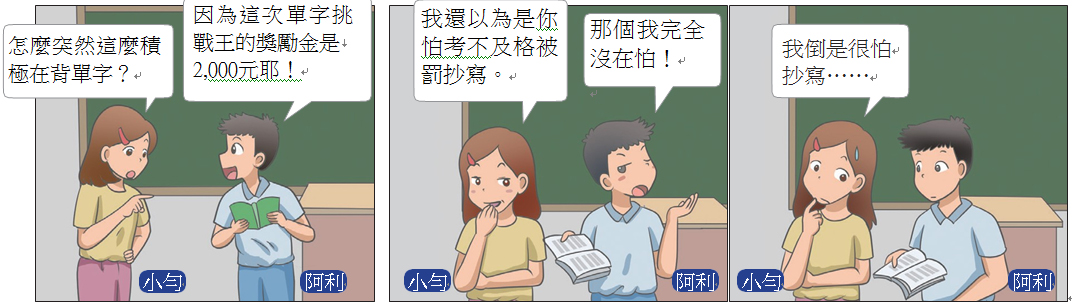 怎麼突然這麼積
極在背單字？
因為這次單字挑
戰王的獎勵金是
2,000元耶！
小勻
阿利
我還以為是你
怕考不及格被
罰抄寫。
那個我完全
沒在怕！
小勻
阿利
我倒是很怕
抄寫……
小勻
阿利